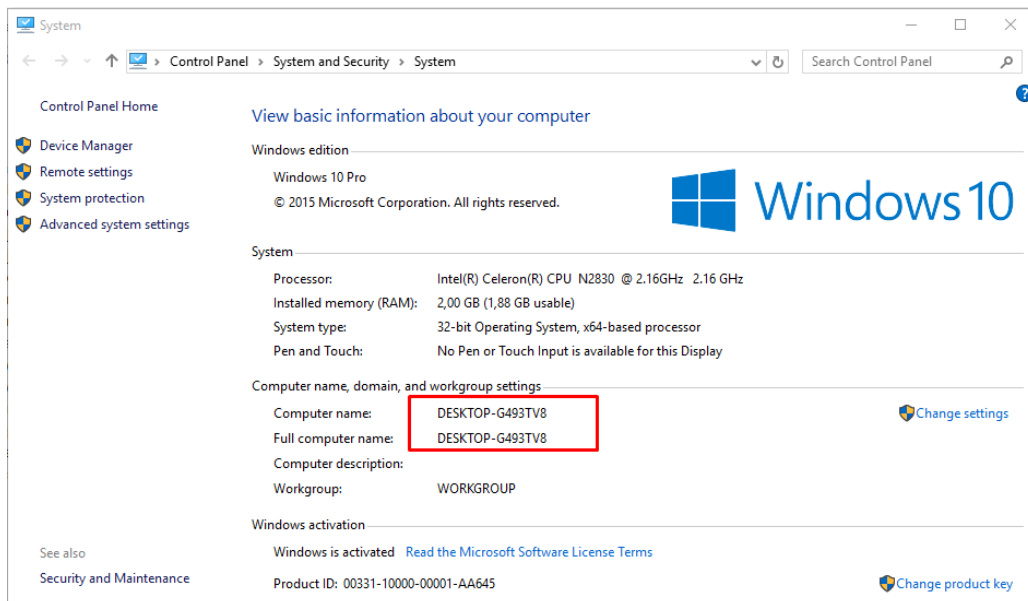 System
Control Panel > System and Security > System
Search Control Panel
Control Panel Home
?
View basic information about your computer
Device Manager
Windows edition
Remote settings
Windows 10 Pro
System protection
© 2015 Microsoft Corporation. All rights reserved.
Windows 10
Advanced system settings
System
Processor: Intel(R) Celeron(R) CPU N2830 @ 2.16GHz 2.16 GHz
Installed memory (RAM): 2,00 GB (1,88 GB usable)
System type: 32-bit Operating System, x64-based processor
Pen and Touch: No Pen or Touch Input is available for this Display
Computer name, domain, and workgroup settings
Computer name: DESKTOP-G493TV8
Change settings
Full computer name: DESKTOP-G493TV8
Computer description:
Workgroup: WORKGROUP
Windows activation
See also
Windows is activated Read the Microsoft Software License Terms
Security and Maintenance
Product ID: 00331-10000-00001-AA645
Change product key